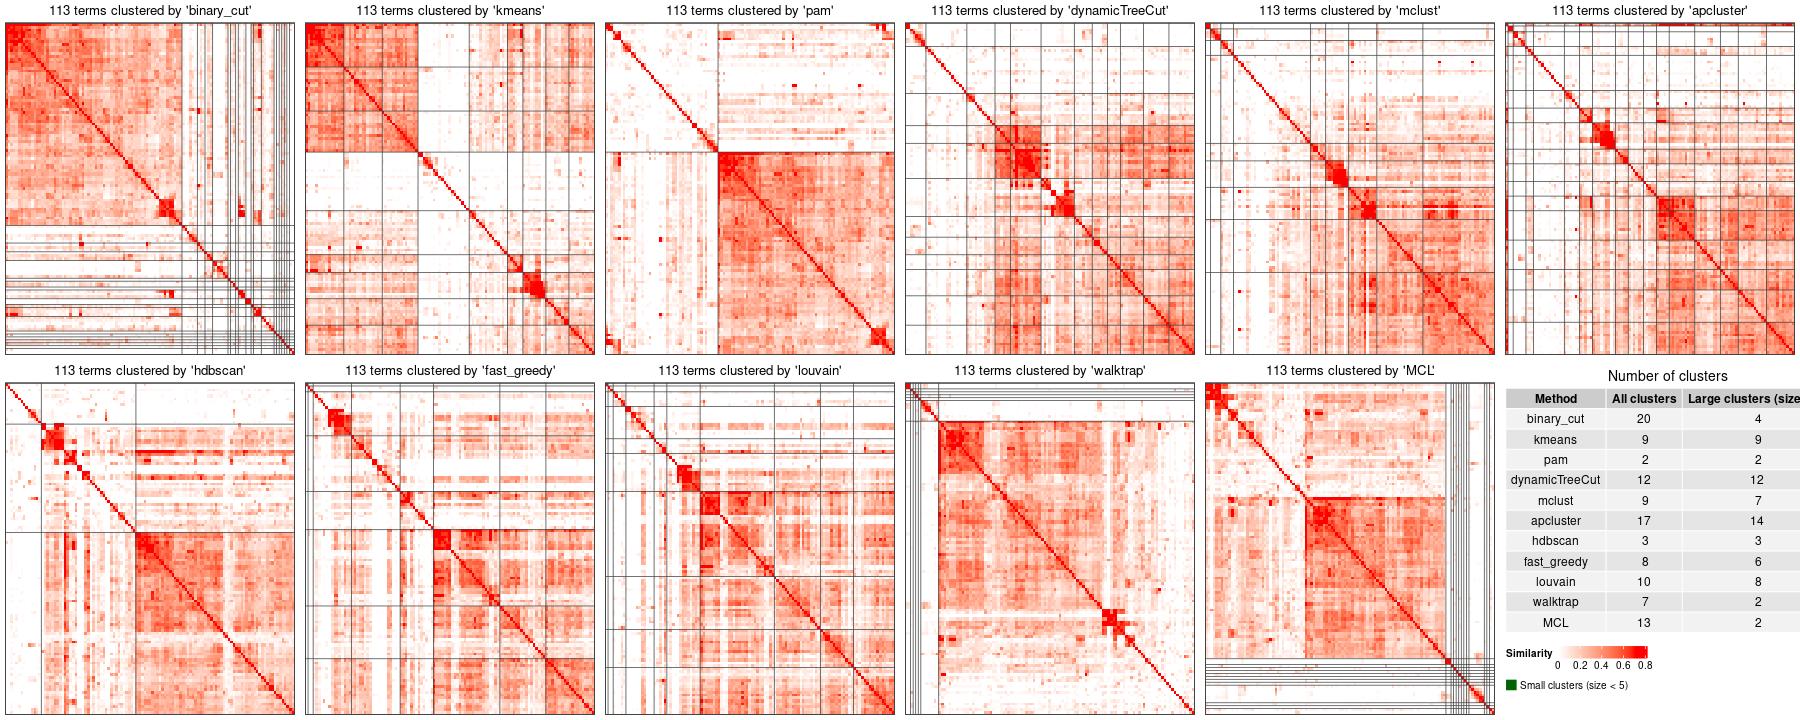 113 terms clustered by 'binary_cut'
113 terms clustered by 'kmeans'
113 terms clustered by 'pam'
113 terms clustered by 'dynamicTreeCut'
113 terms clustered by 'mclust'
113 terms clustered by 'apcluster'
113 terms clustered by 'hdbscan'
113 terms clustered by 'fast_greedy'
113 terms clustered by 'louvain'
113 terms clustered by 'walktrap'
113 terms clustered by 'MCL'
Number of clusters
Method All clusters Large clusters (size
binary_cut 20 4
kmeans 9 9
pam 2 2
dynamicTreeCut 12 12
mclust 9 7
apcluster 17 14
hdbscan 3 3
fast_greedy 8 6
louvain 10 8
walktrap 7 2
MCL 13 2
Similarity
0 0.2 0.4 0.6 0.8
Small clusters (size < 5)